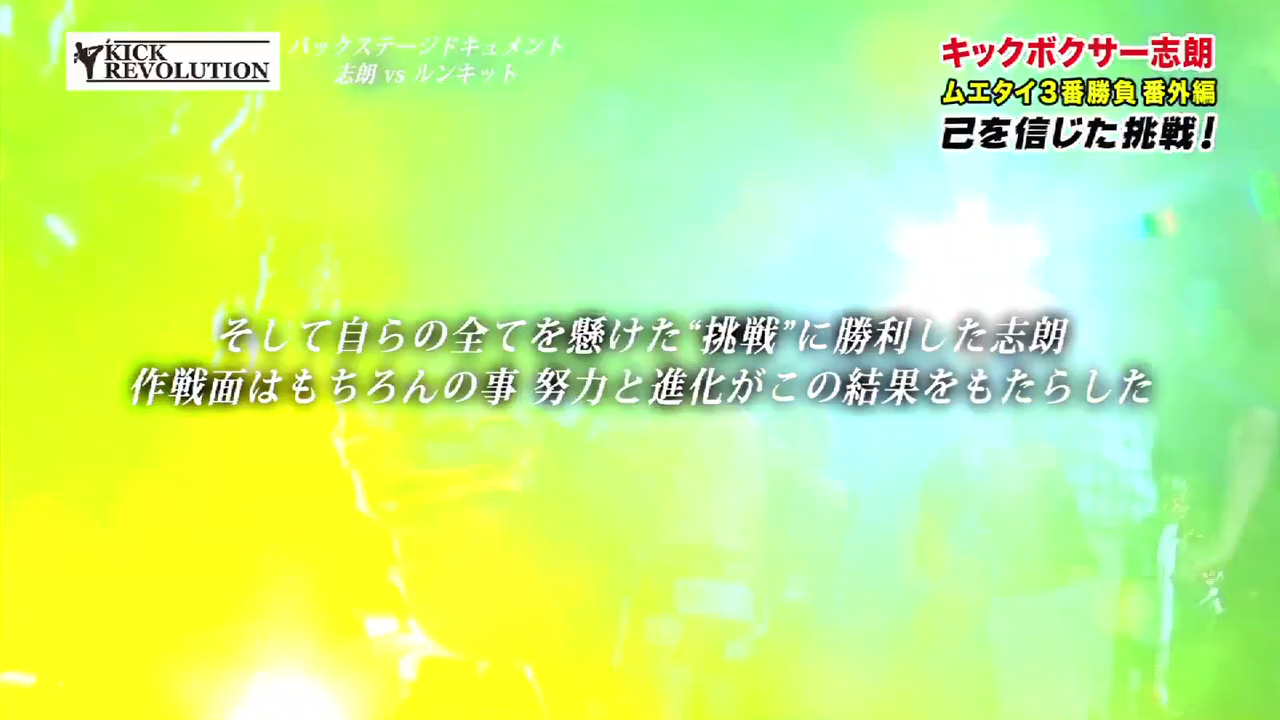 KICK
REVOLUTION
バックステージドキュメント
志朗 vs ルンキット
キックボクサー志朗
ムエタイ3番勝負 番外編
己を信じた挑戦!
そして自らの全てを懸けた“挑戦”に勝利した志朗
作戦面はもちろんの事 努力と進化がこの結果をもたらした